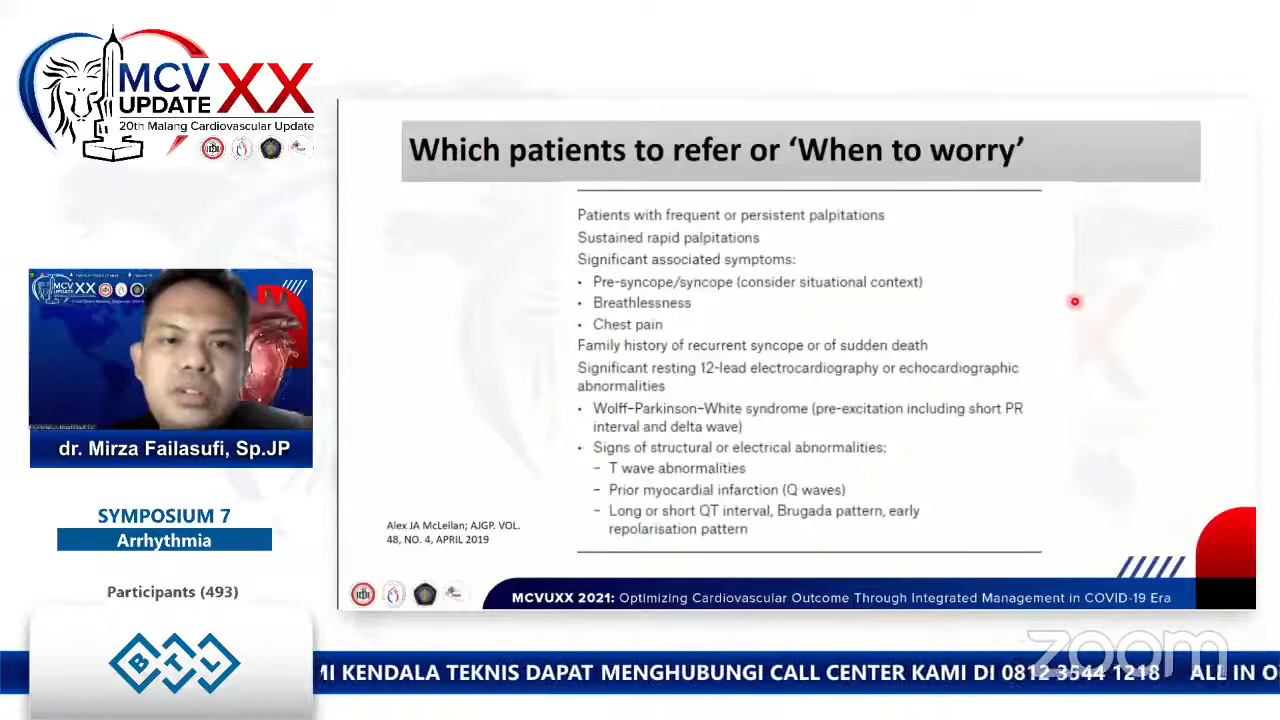 MCV
UPDATE
XX
20th Malang Cardiovascular Update
Which patients to refer or ‘When to worry’
Patients with frequent or persistent palpitations
Sustained rapid palpitations
Significant associated symptoms:
• Pre-syncope/syncope (consider situational context)
• Breathlessness
• Chest pain
Family history of recurrent syncope or of sudden death
Significant resting 12-lead electrocardiography or echocardiographic
abnormalities
• Wolff–Parkinson–White syndrome (pre-excitation including short PR
interval and delta wave)
• Signs of structural or electrical abnormalities:
– T wave abnormalities
– Prior myocardial infarction (Q waves)
– Long or short QT interval, Brugada pattern, early
repolarisation pattern
Alex JA McLellan; AJGP. VOL.
48, NO. 4, APRIL 2019
MCVUXX 2021: Optimizing Cardiovascular Outcome Through Integrated Management in COVID-19 Era
MCV
UPDATE
XX
dr. Mirza Failasufi, Sp.JP
SYMPOSIUM 7
Arrhythmia
Participants (493)
BTL
zoom
MI KENDALA TEKNIS DAPAT MENGHUBUNGI CALL CENTER KAMI DI 0812 3544 1218 ALL IN O